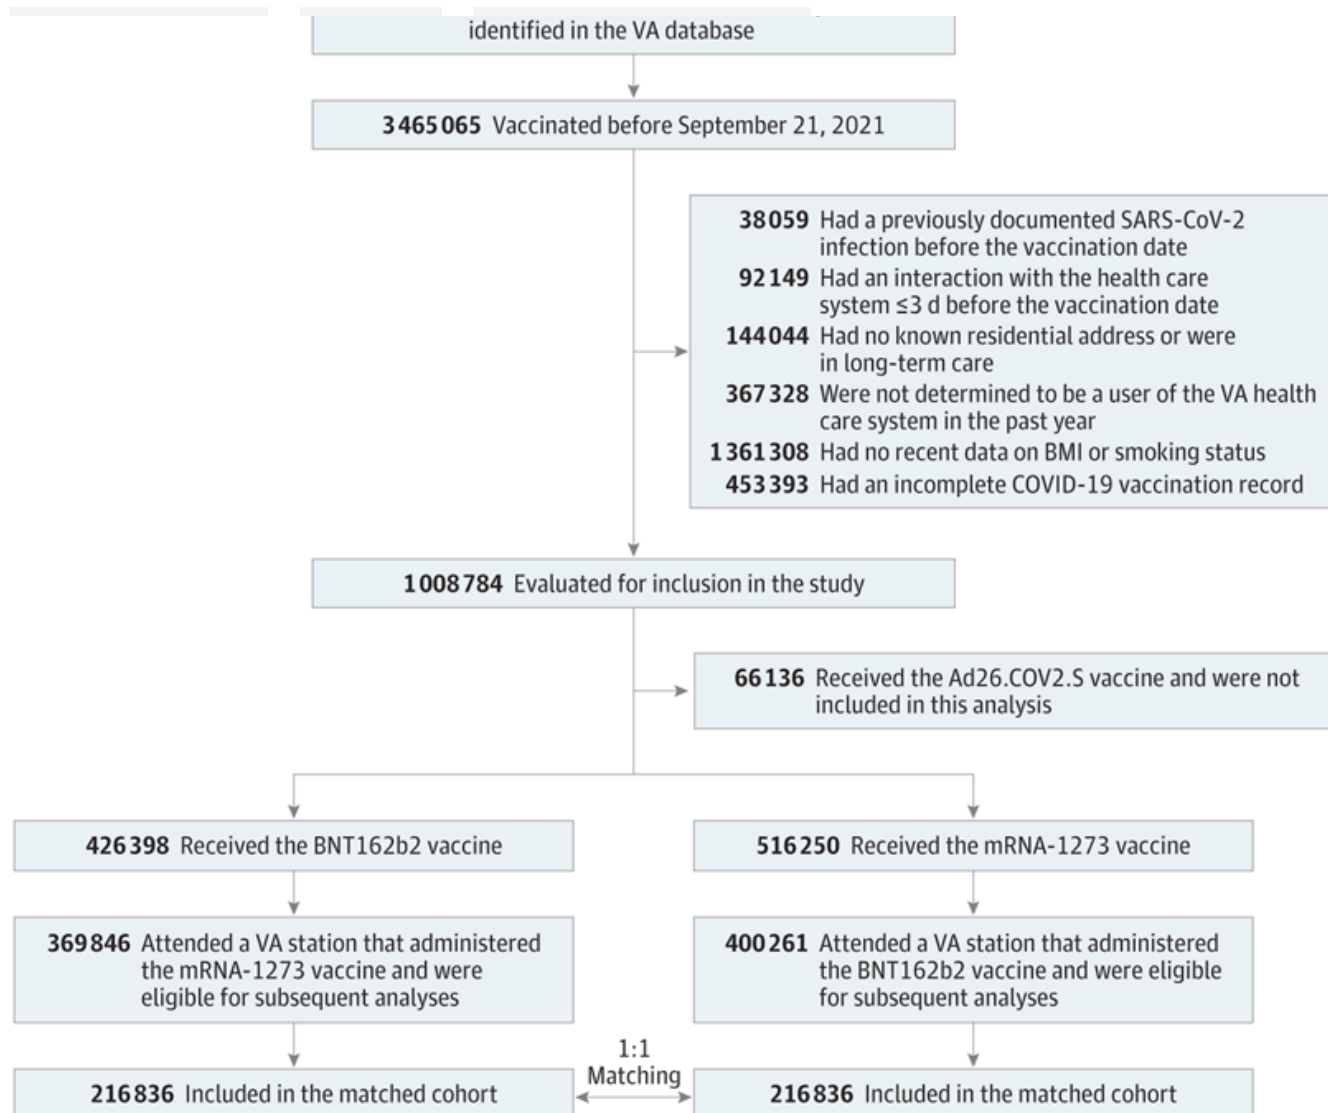 identified in the VA database
3465065 Vaccinated before September 21, 2021
38059 Had a previously documented SARS-CoV-2
infection before the vaccination date
92149 Had an interaction with the health care
system ≤3 d before the vaccination date
144044 Had no known residential address or were
in long-term care
367328 Were not determined to be a user of the VA health
care system in the past year
1361308 Had no recent data on BMI or smoking status
453393 Had an incomplete COVID-19 vaccination record
1008784 Evaluated for inclusion in the study
66136 Received the Ad26.COV2.S vaccine and were not
included in this analysis
426398 Received the BNT162b2 vaccine
516250 Received the mRNA-1273 vaccine
369846 Attended a VA station that administered
the mRNA-1273 vaccine and were
eligible for subsequent analyses
400261 Attended a VA station that administered
the BNT162b2 vaccine and were eligible
for subsequent analyses
1:1
Matching
216836 Included in the matched cohort
216836 Included in the matched cohort